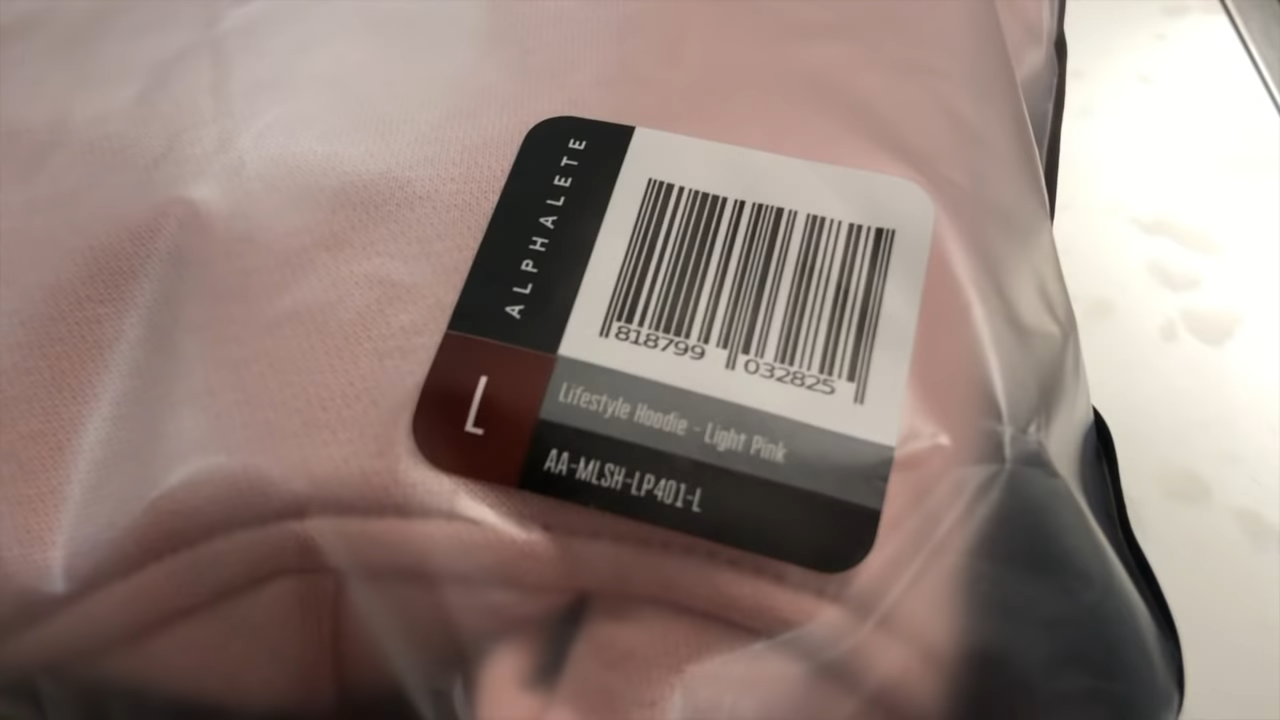 ALPHALETE
818799 032825
L
Lifestyle Hoodie - Light Pink
AA-MLSH-LP401-L